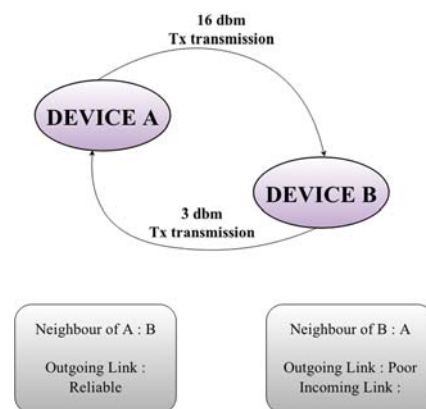 16 dbm
Tx transmission
DEVICE A
DEVICE B
3 dbm
Tx transmission
Neighbour of A : B
Outgoing Link :
Reliable
Neighbour of B : A
Outgoing Link : Poor
Incoming Link :